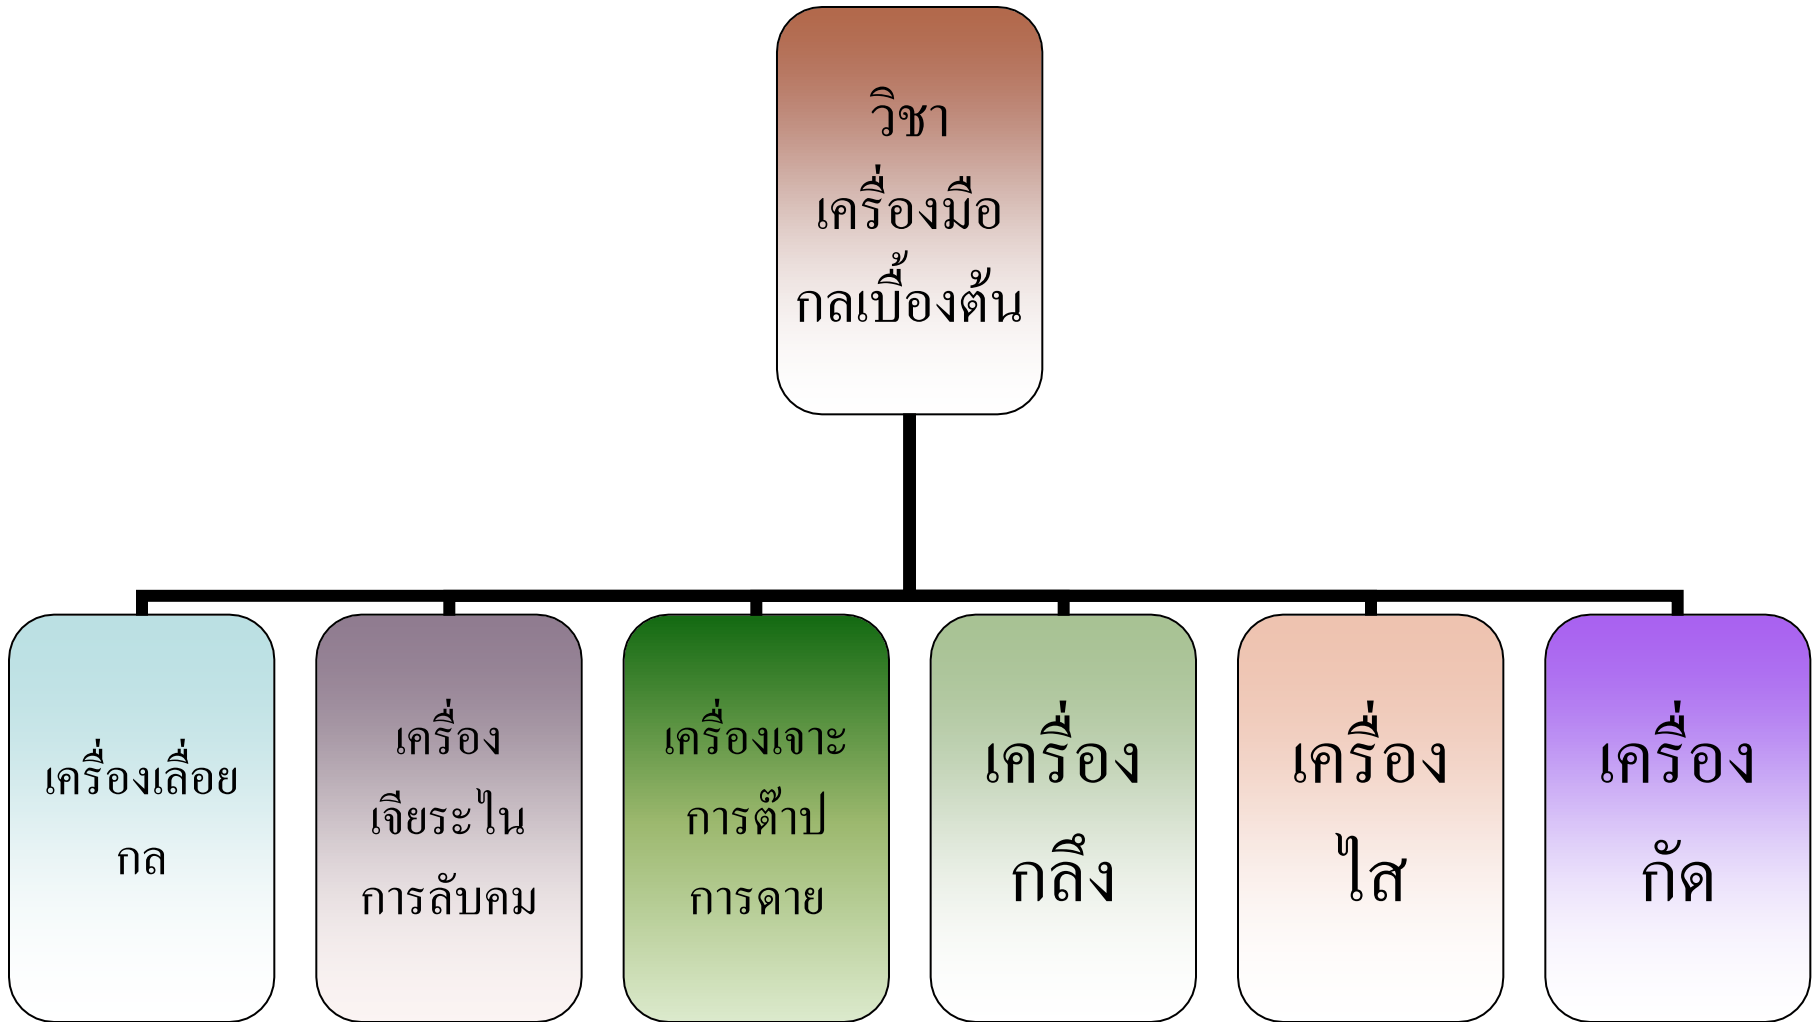 วิชา
เครื่องมือ
กลเบื้องต้น
เครื่องเลื่อย
กล
เครื่อง
เจียระไน
การลับคม
เครื่องเจาะ
การต๊าป
การดาย
เครื่อง
กลึง
เครื่อง
ไส
เครื่อง
กัด